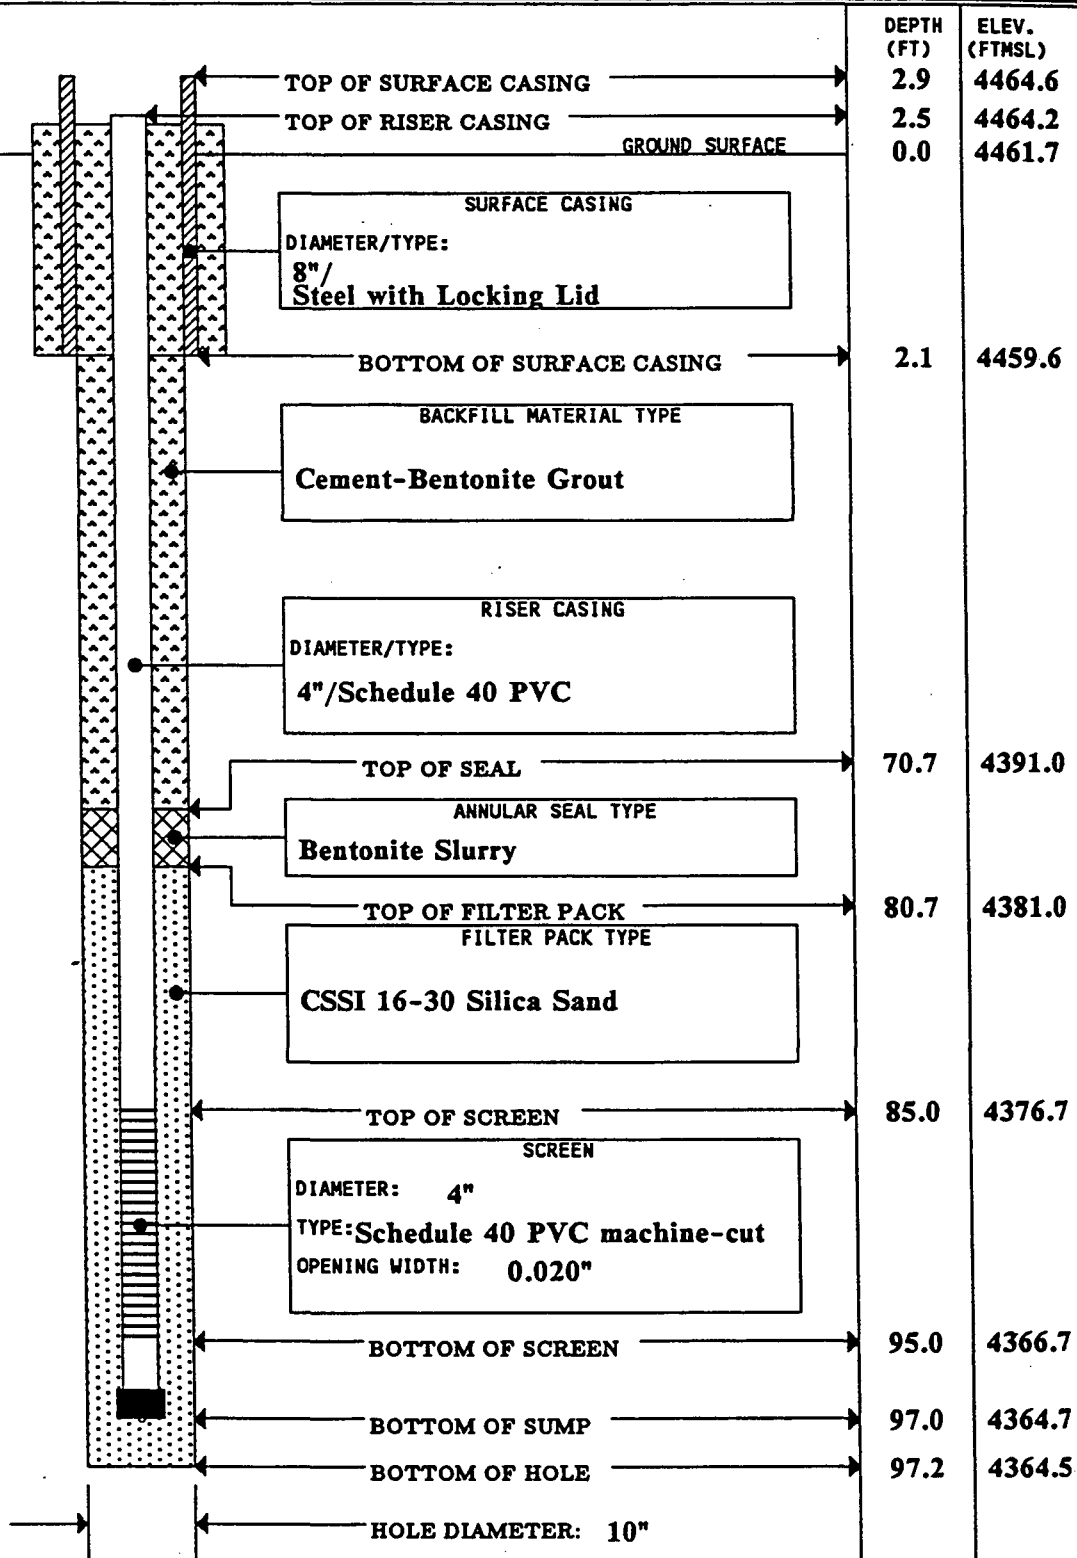 DEPTH ELEV.
(FT) (FTMSL)
TOP OF SURFACE CASING 2.9 4464.6
TOP OF RISER CASING 2.5 4464.2
GROUND SURFACE 0.0 4461.7
SURFACE CASING
DIAMETER/TYPE:
8"/
Steel with Locking Lid
BOTTOM OF SURFACE CASING 2.1 4459.6
BACKFILL MATERIAL TYPE
Cement-Bentonite Grout
RISER CASING
DIAMETER/TYPE:
4"/Schedule 40 PVC
TOP OF SEAL 70.7 4391.0
ANNULAR SEAL TYPE
Bentonite Slurry
TOP OF FILTER PACK 80.7 4381.0
FILTER PACK TYPE
CSSI 16-30 Silica Sand
TOP OF SCREEN 85.0 4376.7
SCREEN
DIAMETER: 4"
TYPE: Schedule 40 PVC machine-cut
OPENING WIDTH: 0.020"
BOTTOM OF SCREEN 95.0 4366.7
BOTTOM OF SUMP 97.0 4364.7
BOTTOM OF HOLE 97.2 4364.5
HOLE DIAMETER: 10"